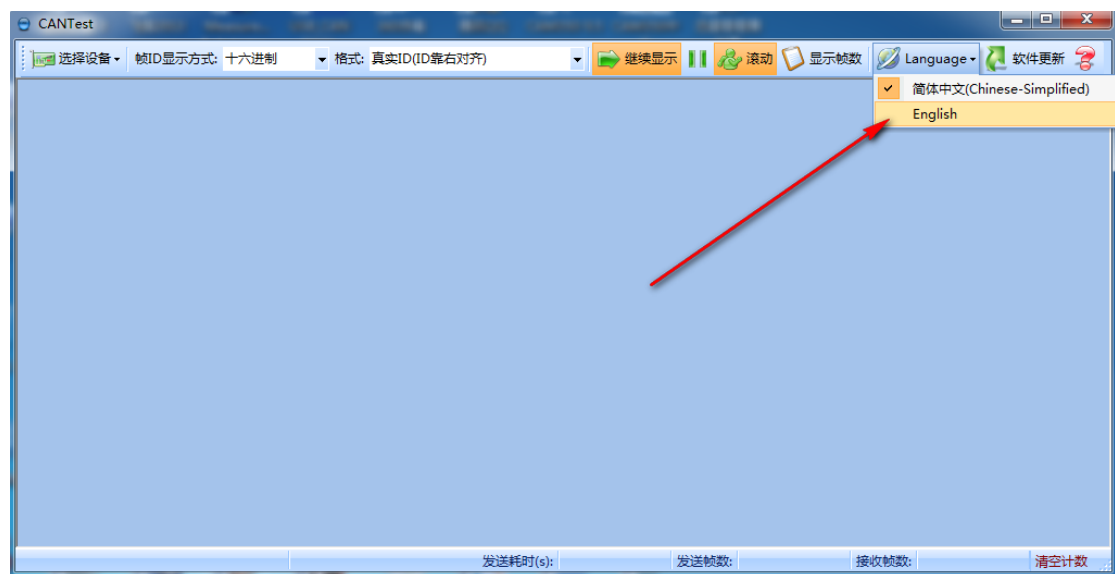 CANTest
选择设备 帧ID显示方式: 十六进制 格式: 真实ID(ID靠右对齐) 继续显示 滚动 显示帧数 Language 软件更新
简体中文(Chinese-Simplified)
English
发送耗时(s): 发送帧数: 接收帧数: 清空计数